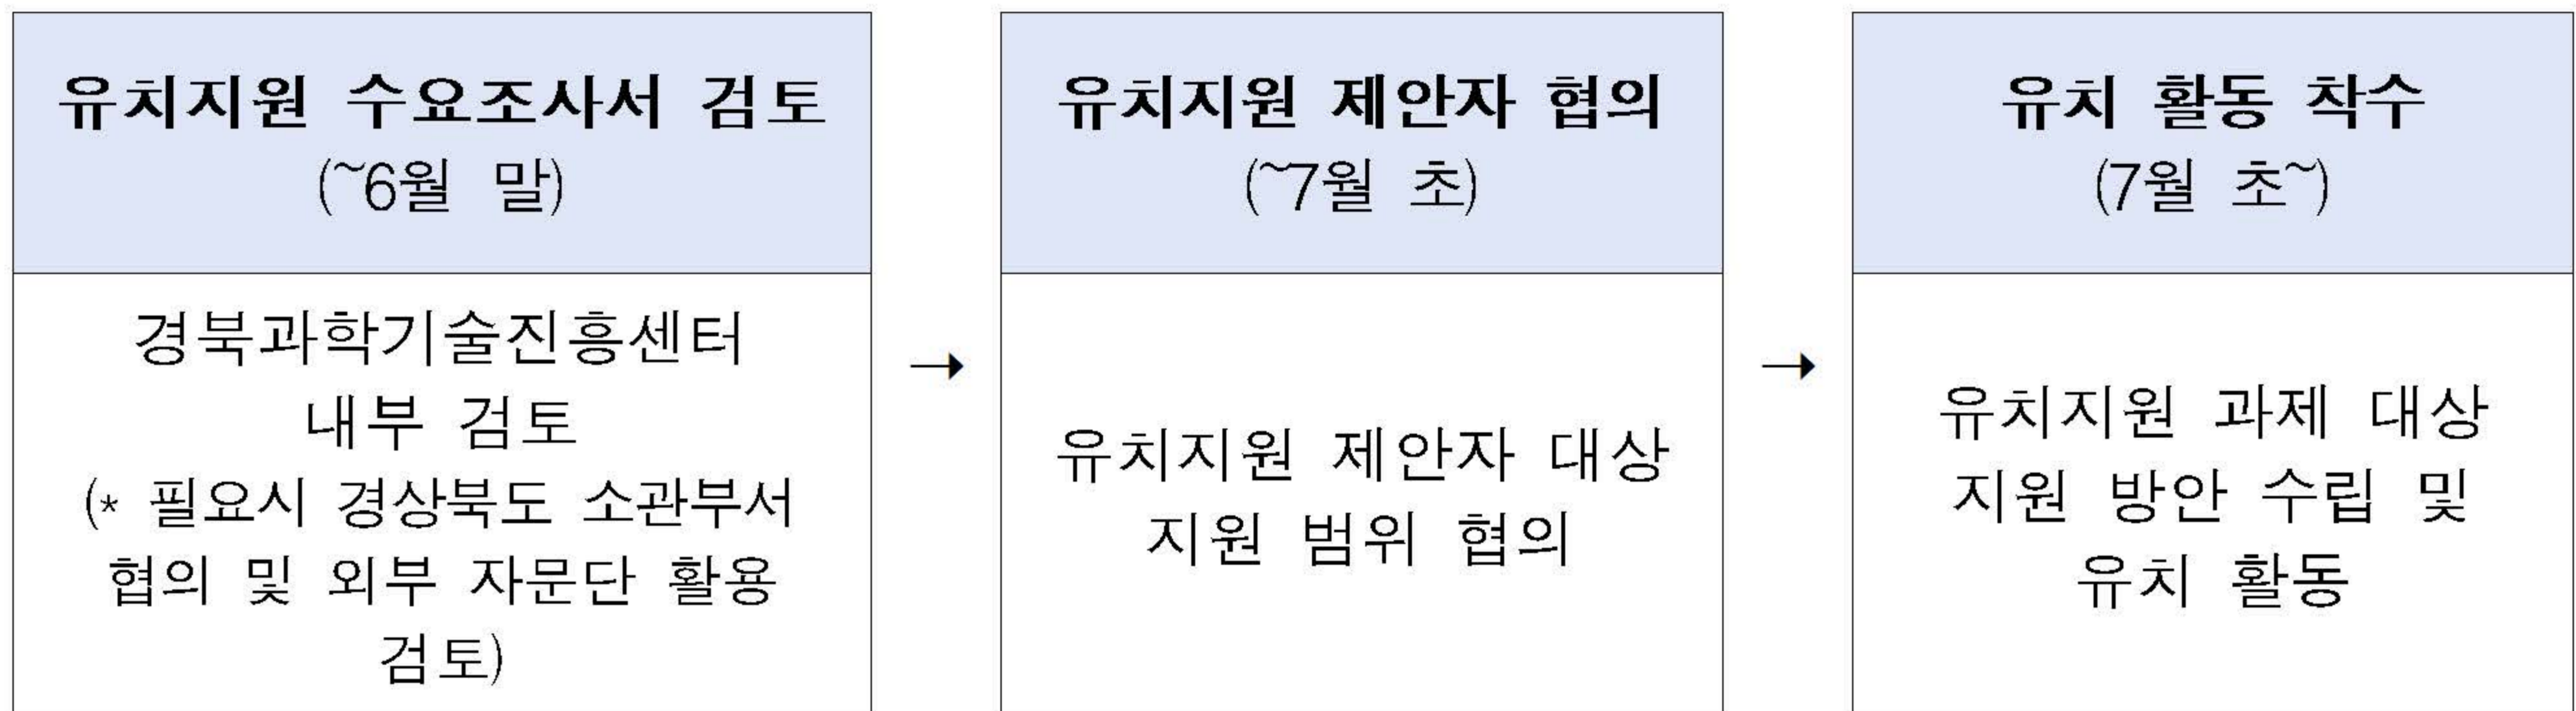 유치지원 수요조사서 검토
(~6월 말)
경북과학기술진흥센터
내부 검토
(* 필요시 경상북도 소관부서
협의 및 외부 자문단 활용
검토)
→
유치지원 제안자 협의
(~7월 초)
유치지원 제안자 대상
지원 범위 협의
→
유치 활동 착수
(7월 초~)
유치지원 과제 대상
지원 방안 수립 및
유치 활동